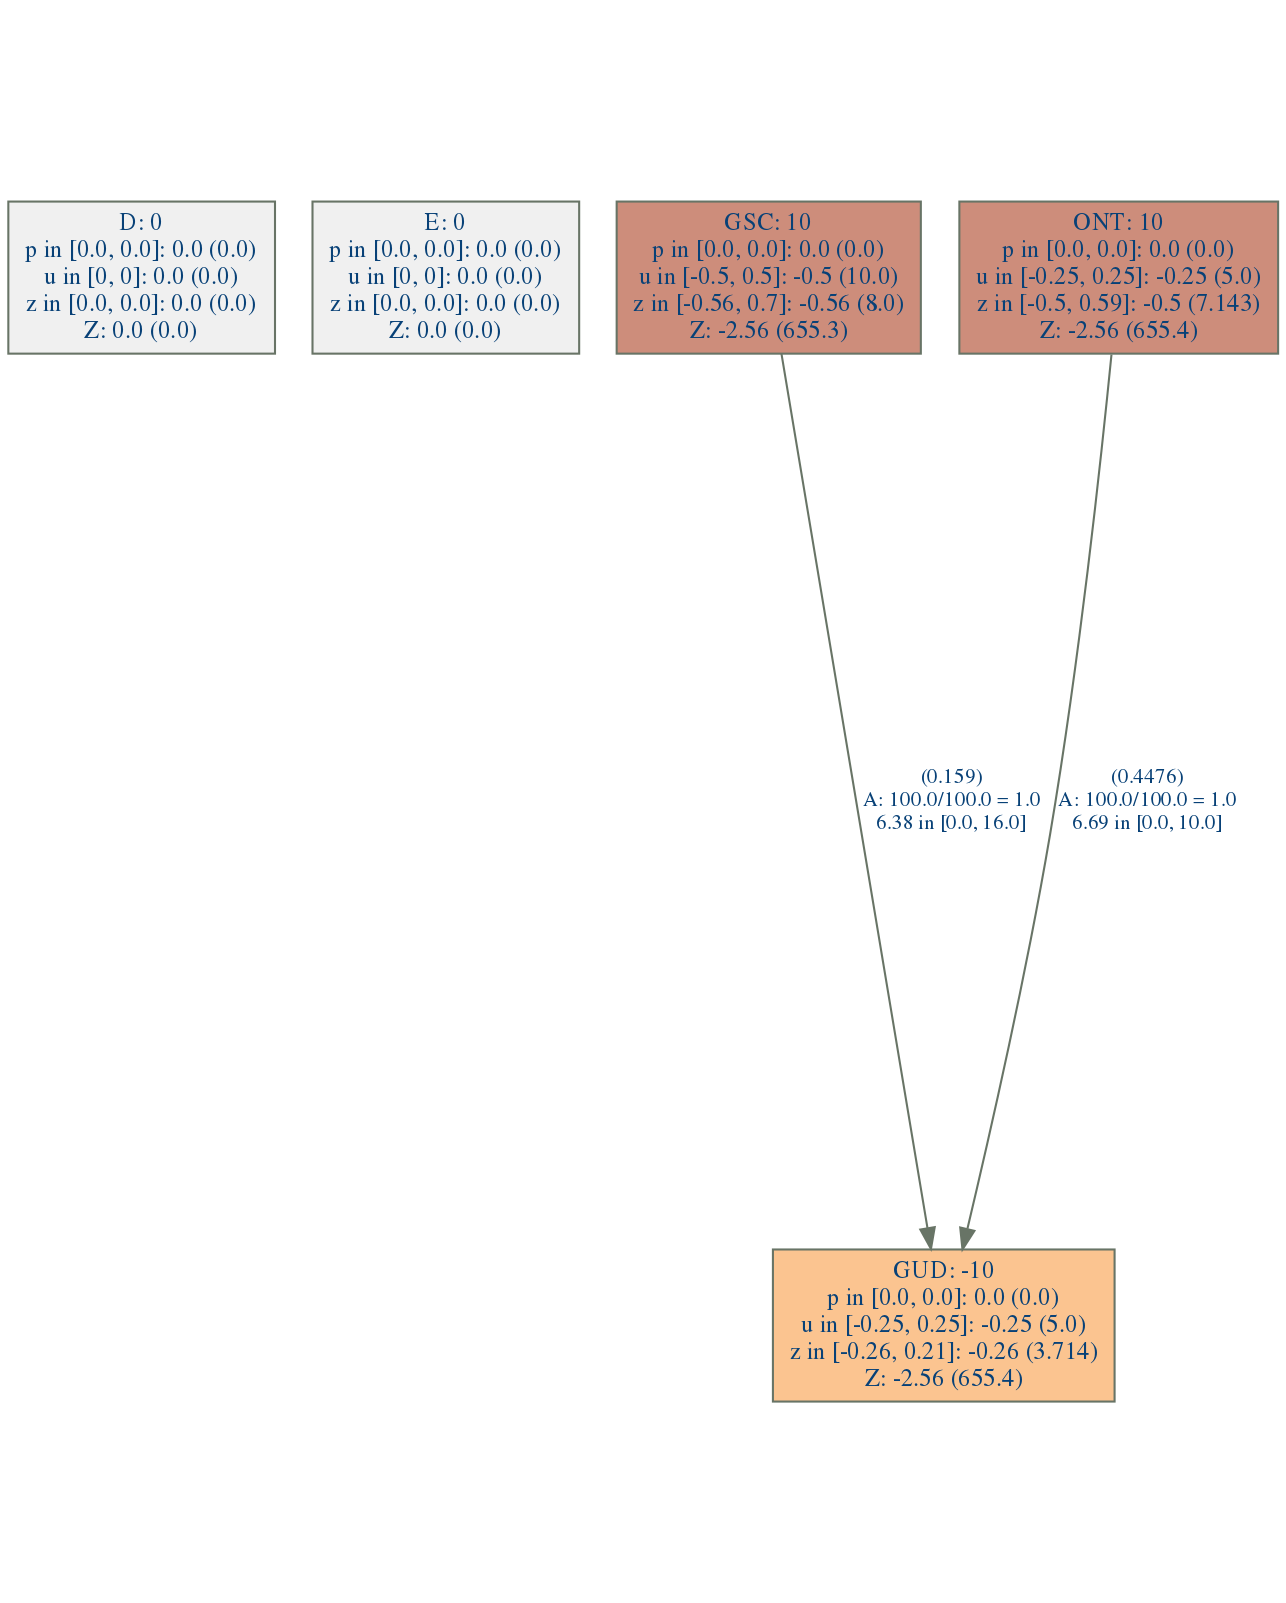 D: 0
p in [0.0, 0.0]: 0.0 (0.0)
u in [0, 0]: 0.0 (0.0)
z in [0.0, 0.0]: 0.0 (0.0)
Z: 0.0 (0.0)
E: 0
p in [0.0, 0.0]: 0.0 (0.0)
u in [0, 0]: 0.0 (0.0)
z in [0.0, 0.0]: 0.0 (0.0)
Z: 0.0 (0.0)
GSC: 10
p in [0.0, 0.0]: 0.0 (0.0)
u in [-0.5, 0.5]: -0.5 (10.0)
z in [-0.56, 0.7]: -0.56 (8.0)
Z: -2.56 (655.3)
ONT: 10
p in [0.0, 0.0]: 0.0 (0.0)
u in [-0.25, 0.25]: -0.25 (5.0)
z in [-0.5, 0.59]: -0.5 (7.143)
Z: -2.56 (655.4)
(0.159)
A: 100.0/100.0 = 1.0
6.38 in [0.0, 16.0]
(0.4476)
A: 100.0/100.0 = 1.0
6.69 in [0.0, 10.0]
GUD: -10
p in [0.0, 0.0]: 0.0 (0.0)
u in [-0.25, 0.25]: -0.25 (5.0)
z in [-0.26, 0.21]: -0.26 (3.714)
Z: -2.56 (655.4)